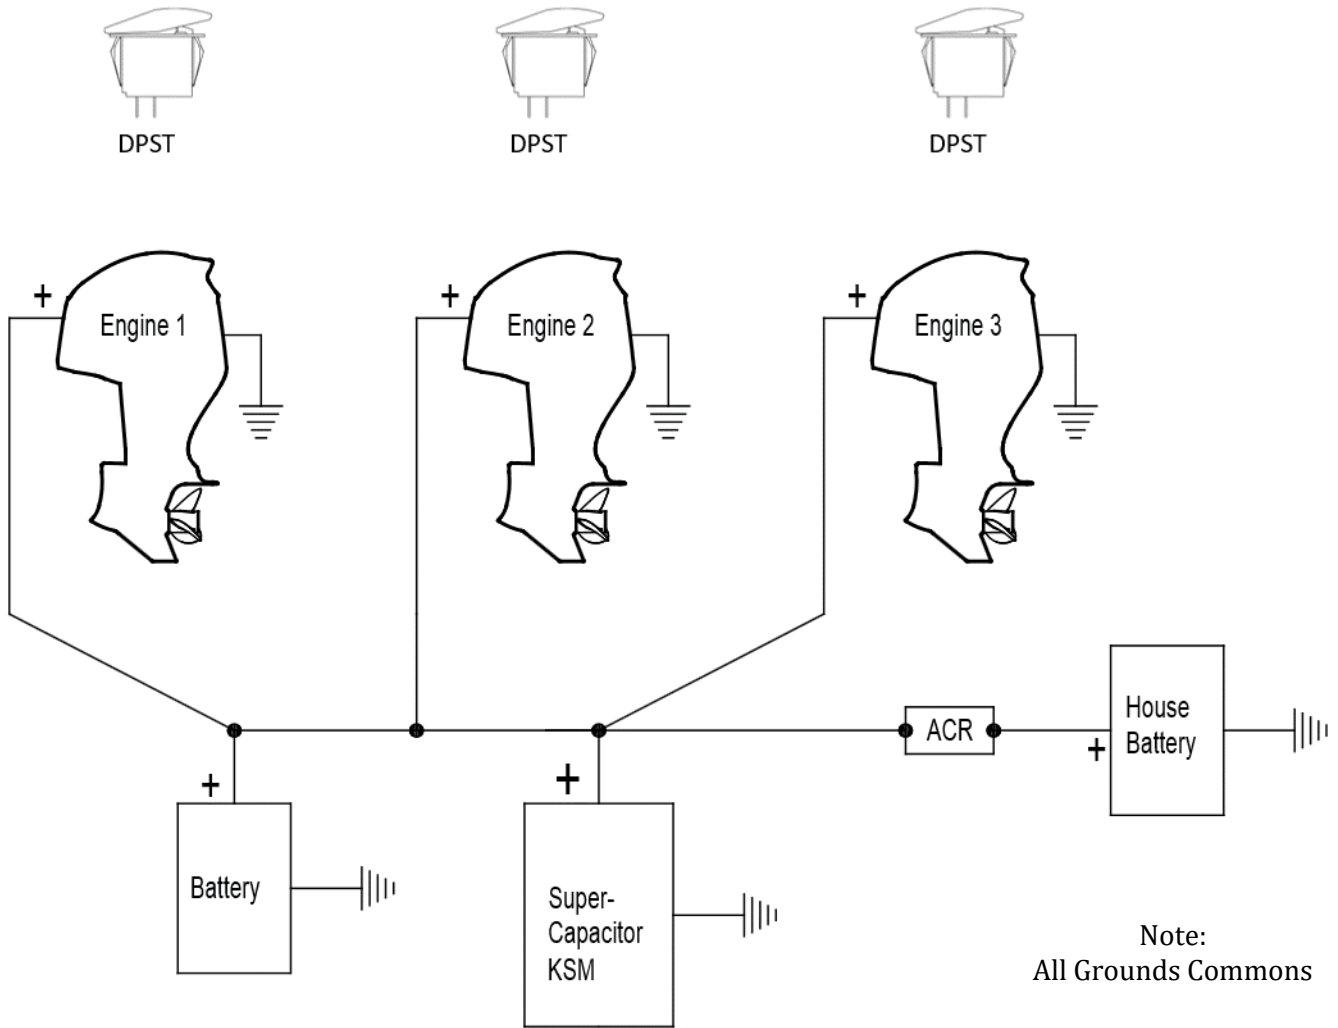 DPST
DPST
DPST
+
+
+
Engine 1
Engine 2
Engine 3
House
Battery
ACR
+
+
+
Battery
Super-
Capacitor
KSM
Note:
All Grounds Commons